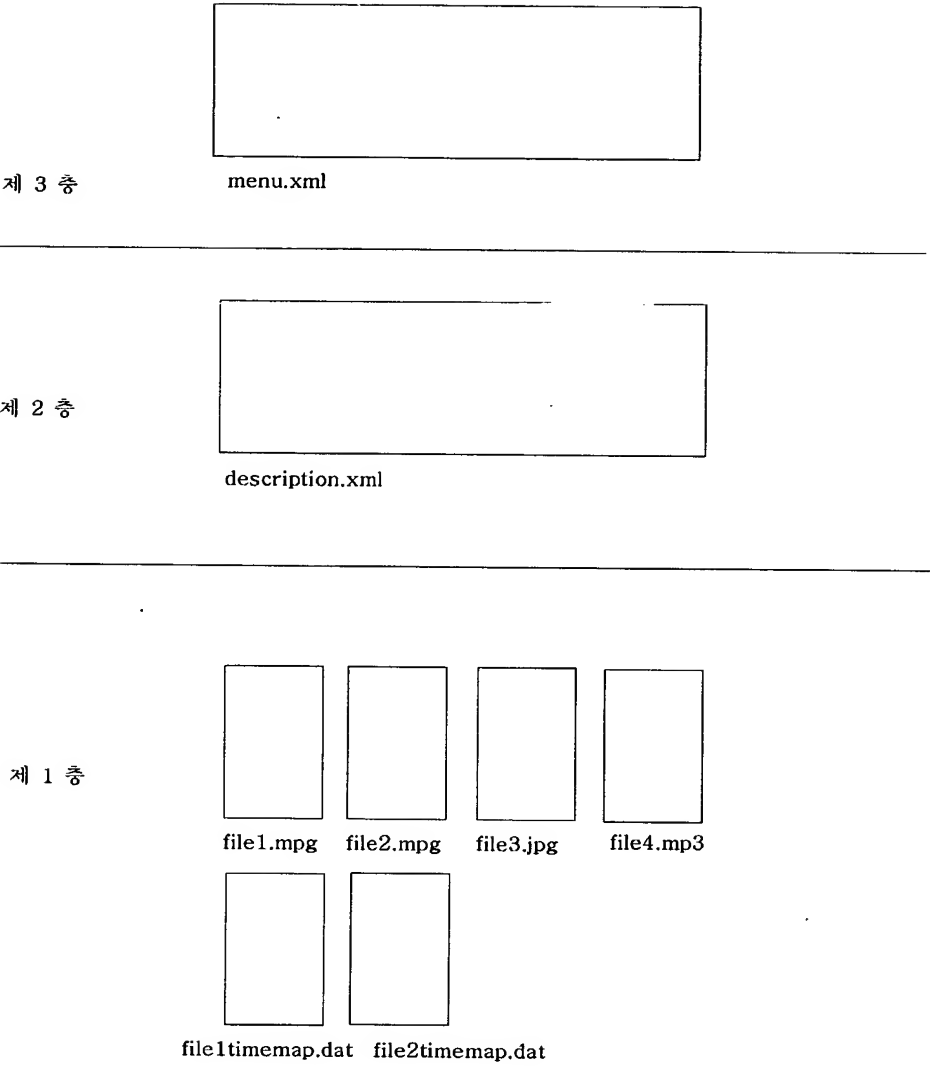 제 3 층
menu.xml
제 2 층
description.xml
제 1 층
file1.mpg file2.mpg file3.jpg file4.mp3
file1timemap.dat file2timemap.dat